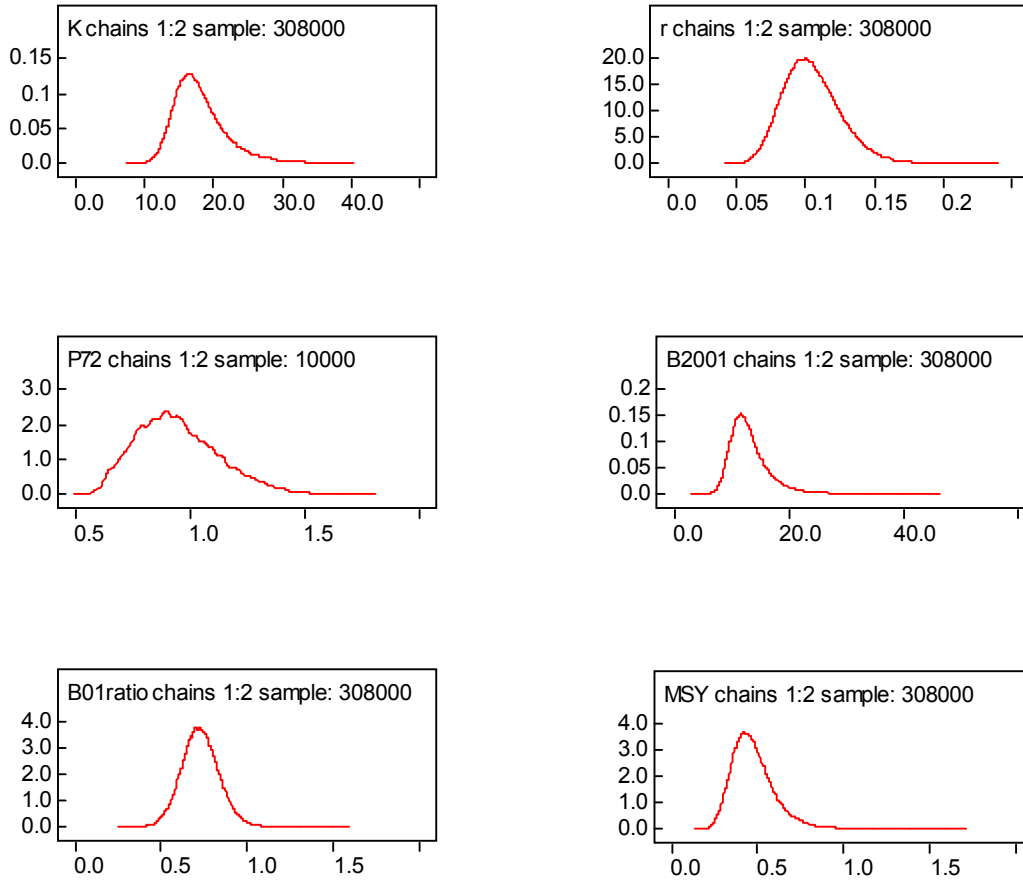 K chains 1:2 sample: 308000
0.15
0.1
0.05
0.0
0.0 10.0 20.0 30.0 40.0
r chains 1:2 sample: 308000
20.0
15.0
10.0
5.0
0.0
0.0 0.05 0.1 0.15 0.2
P72 chains 1:2 sample: 10000
3.0
2.0
1.0
0.0
0.5 1.0 1.5
B2001 chains 1:2 sample: 308000
0.2
0.15
0.1
0.05
0.0
0.0 20.0 40.0
B01ratio chains 1:2 sample: 308000
4.0
3.0
2.0
1.0
0.0
0.0 0.5 1.0 1.5
MSY chains 1:2 sample: 308000
4.0
3.0
2.0
1.0
0.0
0.0 0.5 1.0 1.5